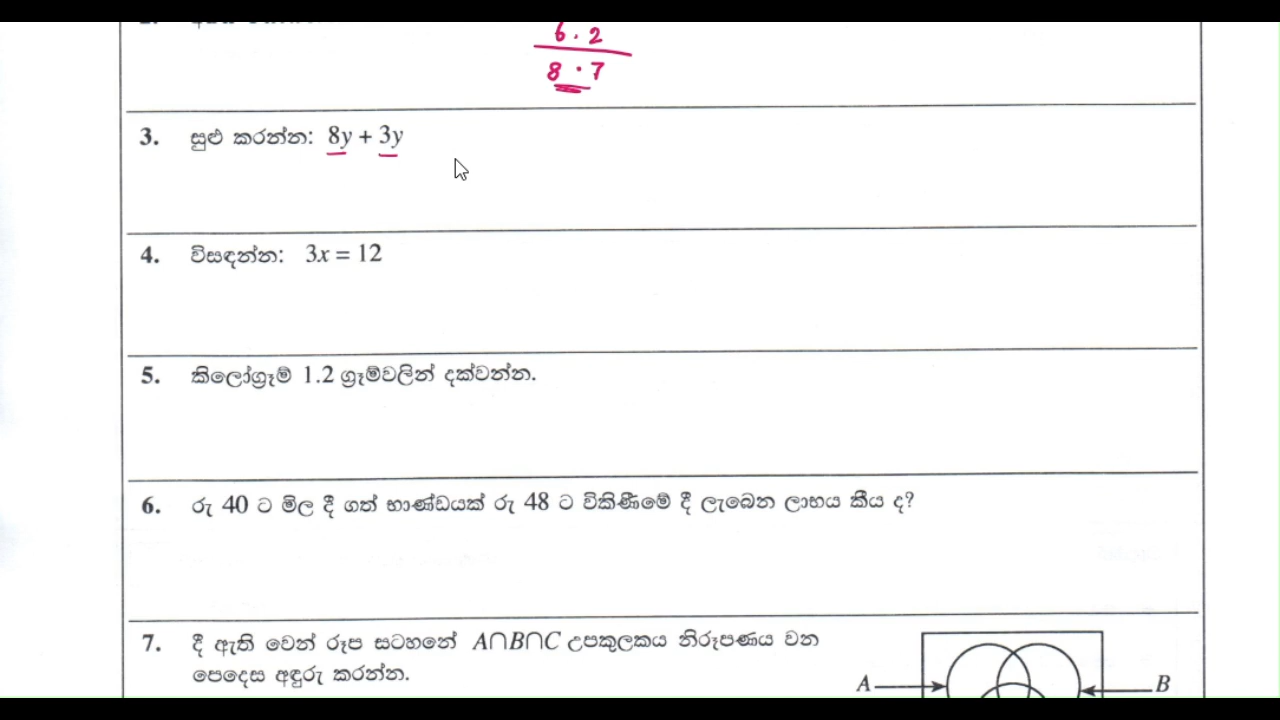 2.
6.2
8.7
3. සුළු කරන්න: 8y + 3y
4. විසඳන්න: 3x = 12
5. කිලෝග්‍රෑම් 1.2 ග්‍රෑම්වලින් දක්වන්න.
6. රු 40 ට මිල දී ගත් භාණ්ඩයක් රු 48 ට විකිණීමේ දී ලැබෙන ලාභය කීය ද?
7. දී ඇති වෙන් රූප සටහනේ A∩B∩C උපකුලකය නිරූපණය වන
පෙදෙස අඳුරු කරන්න.
A B